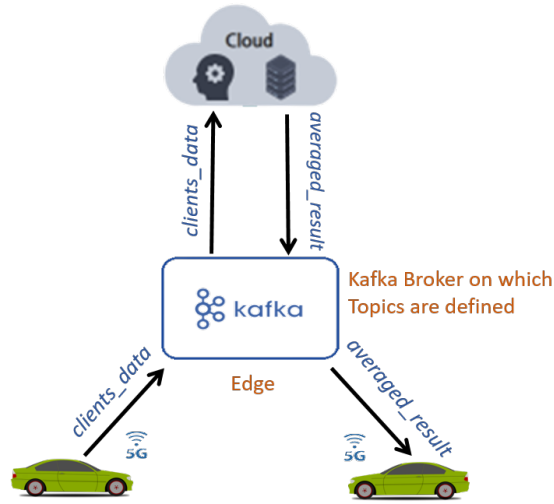 Cloud
clients_data
averaged_result
kafka
Kafka Broker on which
Topics are defined
Edge
clients_data
averaged_result
5G
5G